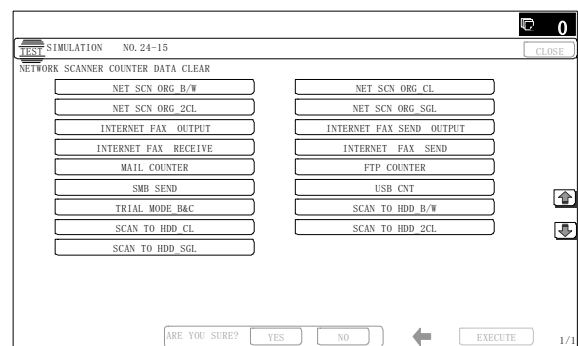 0
TEST SIMULATION NO. 24-15
CLOSE
NETWORK SCANNER COUNTER DATA CLEAR
NET SCN ORG_B/W NET SCN ORG_CL
NET SCN ORG_2CL NET SCN ORG_SGL
INTERNET FAX OUTPUT INTERNET FAX SEND OUTPUT
INTERNET FAX RECEIVE INTERNET FAX SEND
MAIL COUNTER FTP COUNTER
SMB SEND USB CNT
TRIAL MODE_B&C SCAN TO HDD_B/W
SCAN TO HDD_CL SCAN TO HDD_2CL
SCAN TO HDD_SGL
ARE YOU SURE? YES NO EXECUTE 1/1